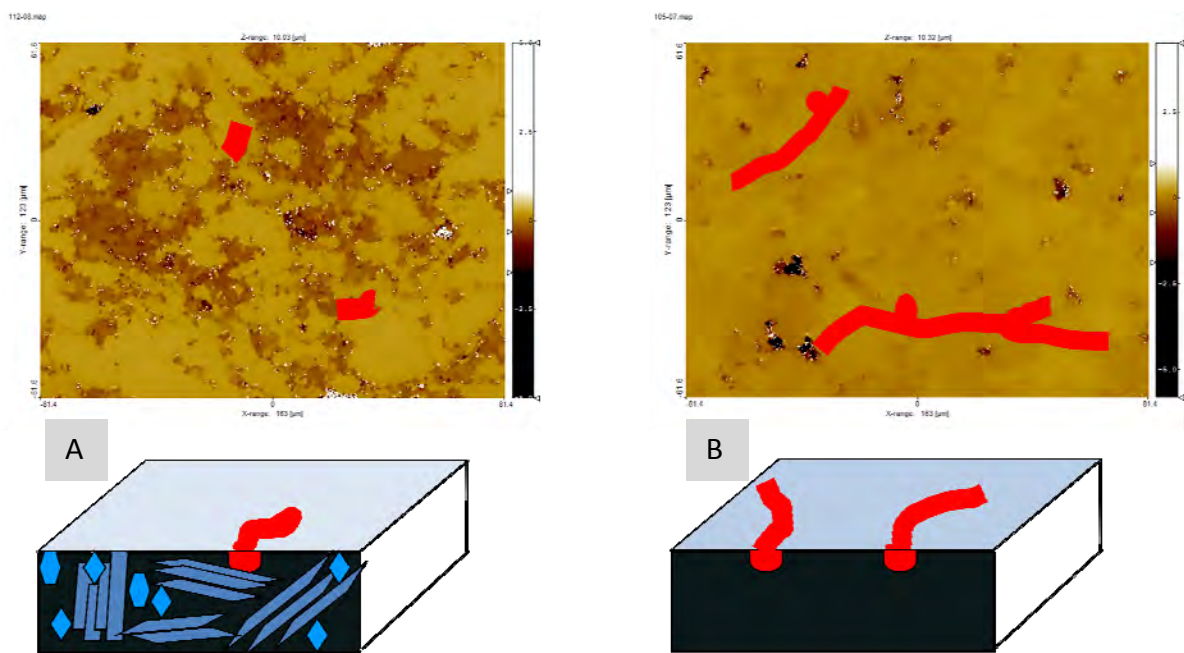 112-08.map
Z-range: 10.03 [µm]
61.6
0
-61.6
Y-range: 123 [µm]
-81.4
0
81.4
X-range: 163 [µm]
5.0
2.5
0
-2.5
105-07.map
Z-range: 10.32 [µm]
61.6
0
-61.6
Y-range: 123 [µm]
-81.4
0
81.4
X-range: 163 [µm]
2.5
0
-2.5
-5.0
A
B